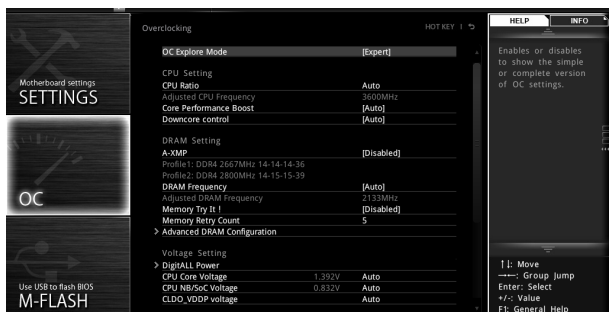 Overclocking
HOT KEY |
HELP
INFO
OC Explore Mode [Expert]
CPU Setting
CPU Ratio Auto
Adjusted CPU Frequency 3600MHz
Core Performance Boost [Auto]
Downcore control [Auto]
DRAM Setting
A-XMP [Disabled]
Profile1: DDR4 2667MHz 14-14-14-36
Profile2: DDR4 2800MHz 14-15-15-39
DRAM Frequency [Auto]
Adjusted DRAM Frequency 2133MHz
Memory Try It ! [Disabled]
Memory Retry Count 5
> Advanced DRAM Configuration
Voltage Setting
> DigitALL Power
CPU Core Voltage 1.392V Auto
CPU NB/SoC Voltage 0.832V Auto
CLDO_VDDP voltage Auto
Motherboard settings
SETTINGS
OC
Use USB to flash BIOS
M-FLASH
Enables or disables
to show the simple
or complete version
of OC settings.
↑↓: Move
→←: Group Jump
Enter: Select
+/-: Value
F1: General Help